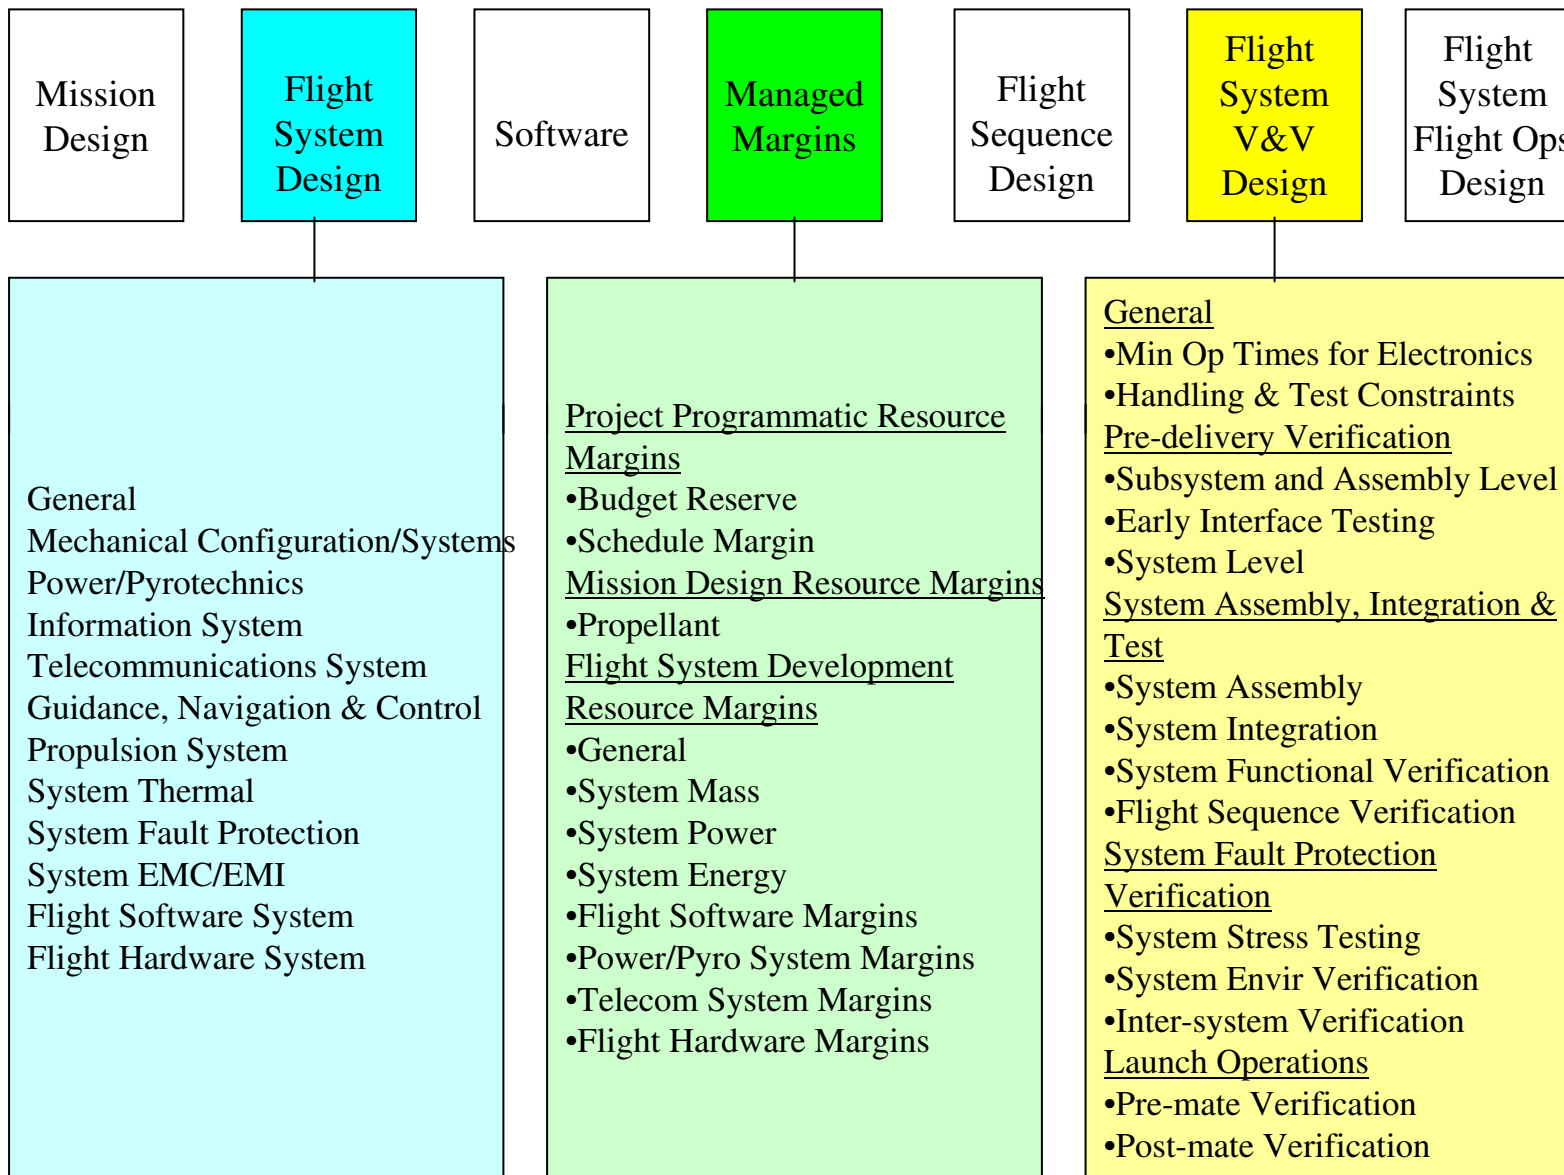 Mission
Design
Flight
System
Design
Software
Managed
Margins
Flight
Sequence
Design
Flight
System
V&V
Design
Flight
System
Flight Ops
Design
General
Mechanical Configuration/Systems
Power/Pyrotechnics
Information System
Telecommunications System
Guidance, Navigation & Control
Propulsion System
System Thermal
System Fault Protection
System EMC/EMI
Flight Software System
Flight Hardware System
Project Programmatic Resource
Margins
•Budget Reserve
•Schedule Margin
Mission Design Resource Margins
•Propellant
Flight System Development
Resource Margins
•General
•System Mass
•System Power
•System Energy
•Flight Software Margins
•Power/Pyro System Margins
•Telecom System Margins
•Flight Hardware Margins
General
•Min Op Times for Electronics
•Handling & Test Constraints
Pre-delivery Verification
•Subsystem and Assembly Level
•Early Interface Testing
•System Level
System Assembly, Integration &
Test
•System Assembly
•System Integration
•System Functional Verification
•Flight Sequence Verification
System Fault Protection
Verification
•System Stress Testing
•System Envir Verification
•Inter-system Verification
Launch Operations
•Pre-mate Verification
•Post-mate Verification